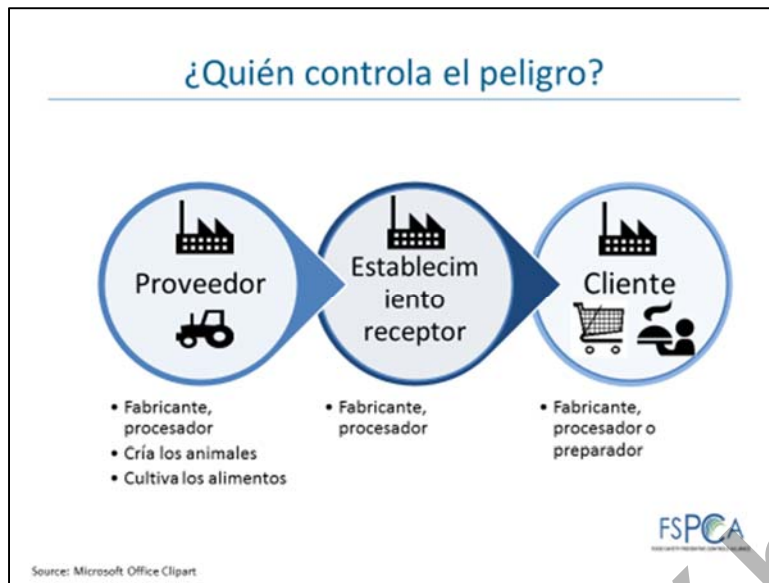 ¿Quién controla el peligro?
Proveedor
• Fabricante,
procesador
• Cría los animales
• Cultiva los alimentos
Establecim
iento
receptor
• Fabricante,
procesador
Cliente
• Fabricante,
procesador o
preparador
FSPCA
Source: Microsoft Office Clipart